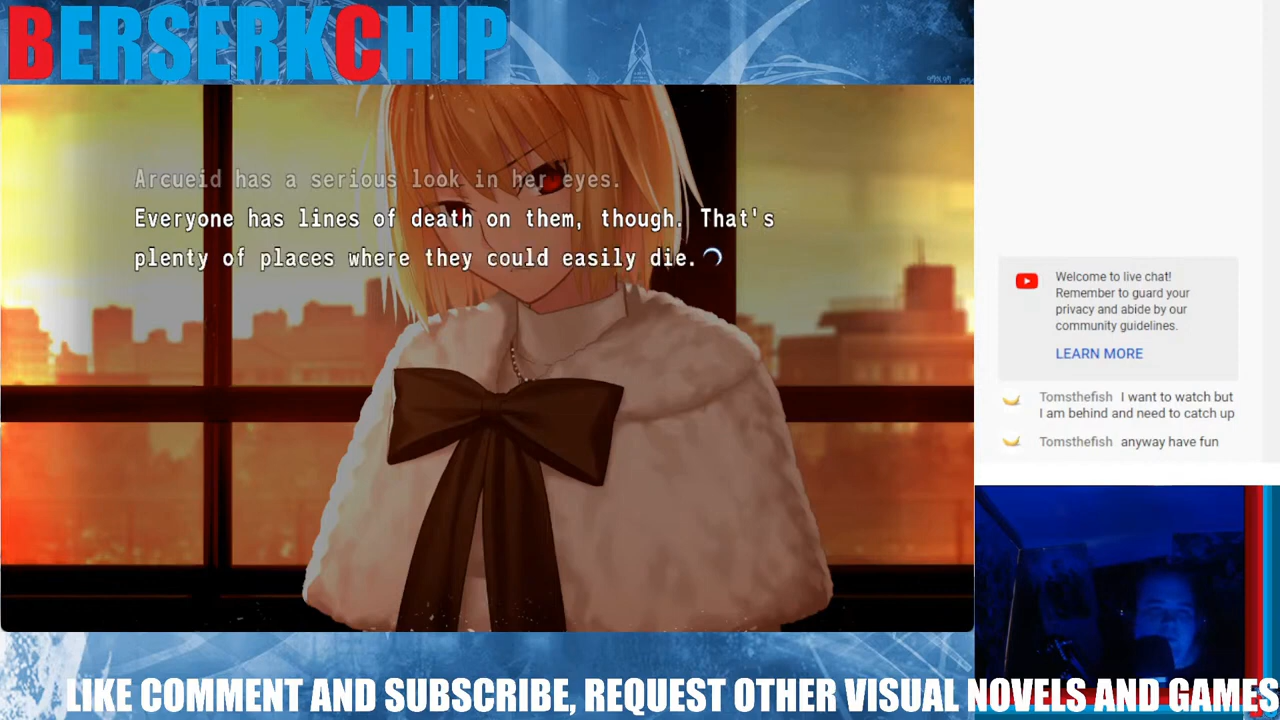 BERSERKCHIP
Arcueid has a serious look in her eyes.
Everyone has lines of death on them, though. That's
plenty of places where they could easily die.
Welcome to live chat!
Remember to guard your
privacy and abide by our
community guidelines.
LEARN MORE
Tomsthefish I want to watch but
I am behind and need to catch up
Tomsthefish anyway have fun
LIKE COMMENT AND SUBSCRIBE, REQUEST OTHER VISUAL NOVELS AND GAMES